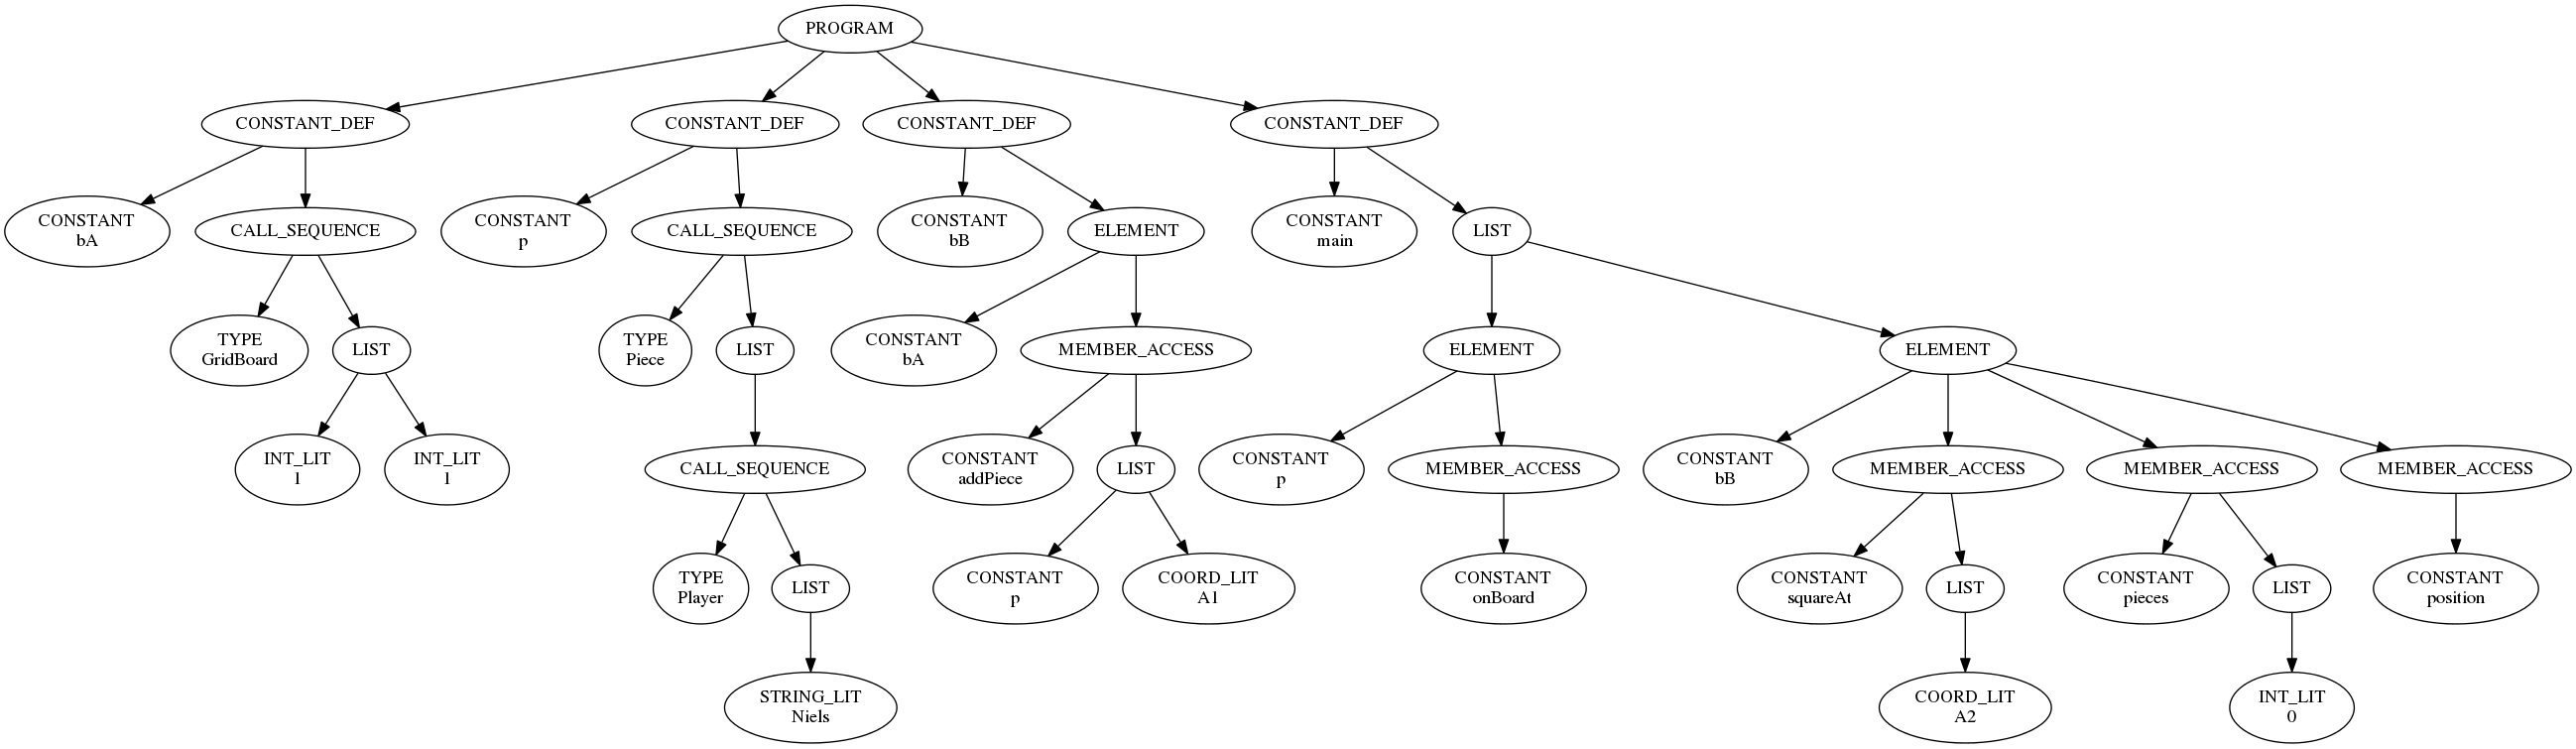 PROGRAM
CONSTANT_DEF
CONSTANT_DEF
CONSTANT_DEF
CONSTANT_DEF
CONSTANT
bA
CALL_SEQUENCE
CONSTANT
p
CALL_SEQUENCE
CONSTANT
bB
ELEMENT
CONSTANT
main
LIST
TYPE
GridBoard
LIST
TYPE
Piece
LIST
CONSTANT
bA
MEMBER_ACCESS
ELEMENT
ELEMENT
INT_LIT
1
INT_LIT
1
CALL_SEQUENCE
CONSTANT
addPiece
LIST
CONSTANT
p
MEMBER_ACCESS
CONSTANT
bB
MEMBER_ACCESS
MEMBER_ACCESS
MEMBER_ACCESS
TYPE
Player
LIST
CONSTANT
p
COORD_LIT
A1
CONSTANT
onBoard
CONSTANT
squareAt
LIST
CONSTANT
pieces
LIST
CONSTANT
position
STRING_LIT
Niels
COORD_LIT
A2
INT_LIT
0